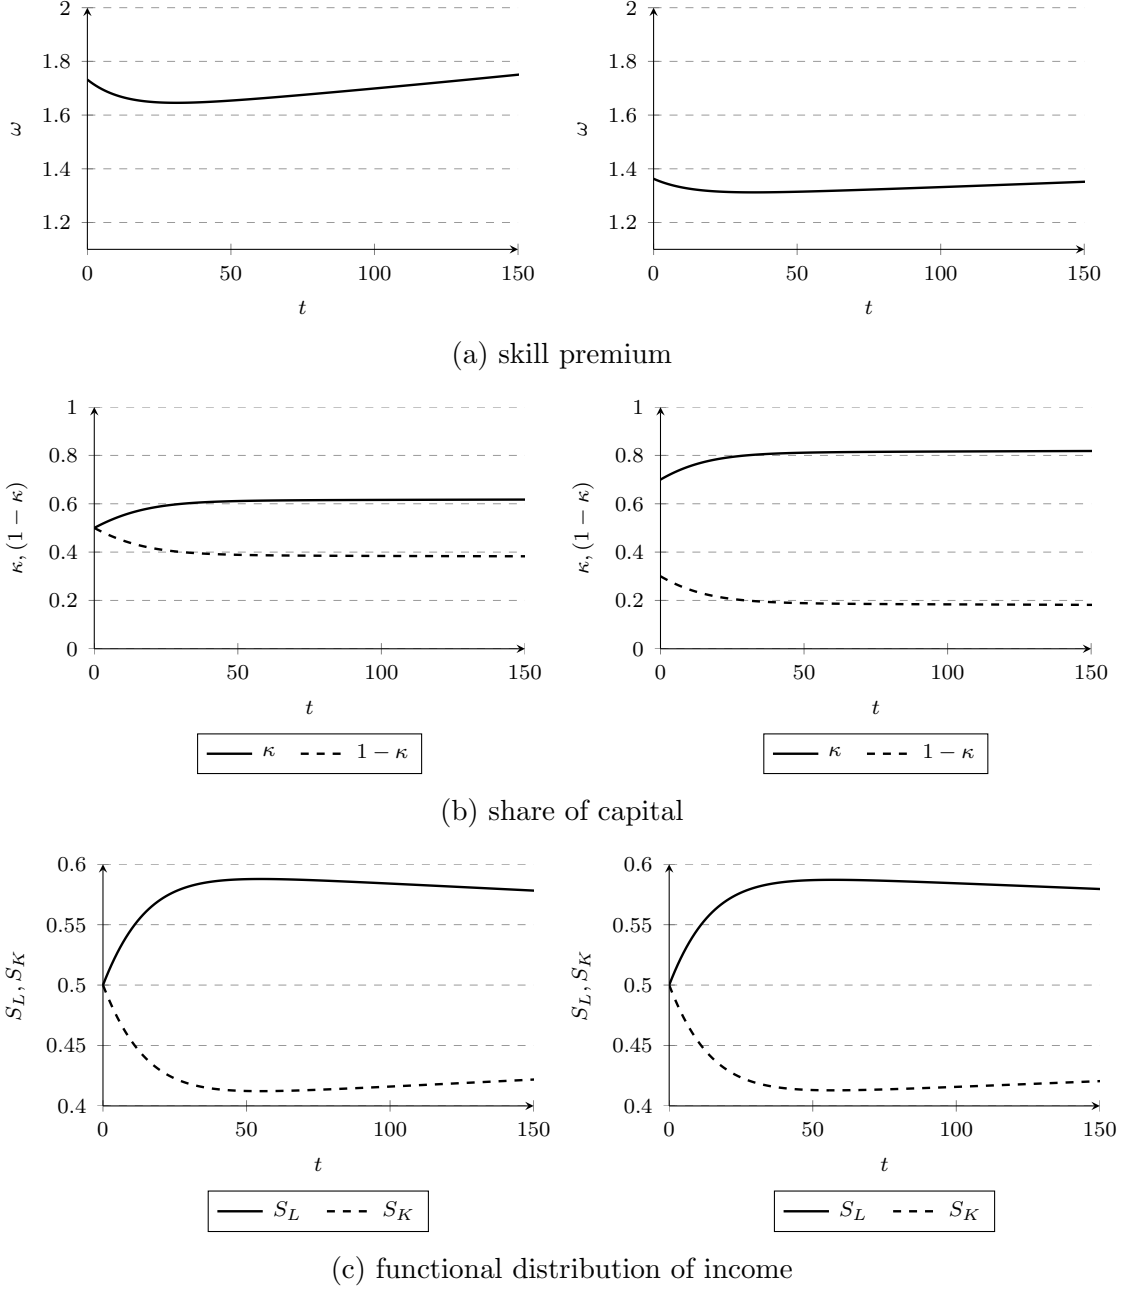 2
1.8
1.6
1.4
1.2
ω
0 50 100 150
t
2
1.8
1.6
1.4
1.2
ω
0 50 100 150
t
(a) skill premium
1
0.8
0.6
0.4
0.2
0
κ, (1 − κ)
0 50 100 150
t
κ 1 − κ
1
0.8
0.6
0.4
0.2
0
κ, (1 − κ)
0 50 100 150
t
κ 1 − κ
(b) share of capital
0.6
0.55
0.5
0.45
0.4
S_L, S_K
0 50 100 150
t
S_L S_K
0.6
0.55
0.5
0.45
0.4
S_L, S_K
0 50 100 150
t
S_L S_K
(c) functional distribution of income